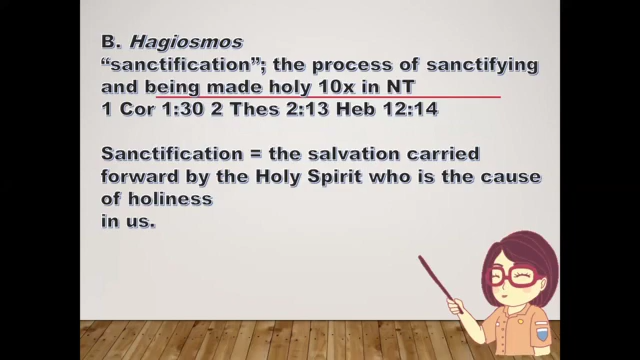 B. Hagiosmos
“sanctification”; the process of sanctifying
and being made holy 10x in NT
1 Cor 1:30 2 Thes 2:13 Heb 12:14
Sanctification = the salvation carried
forward by the Holy Spirit who is the cause
of holiness
in us.